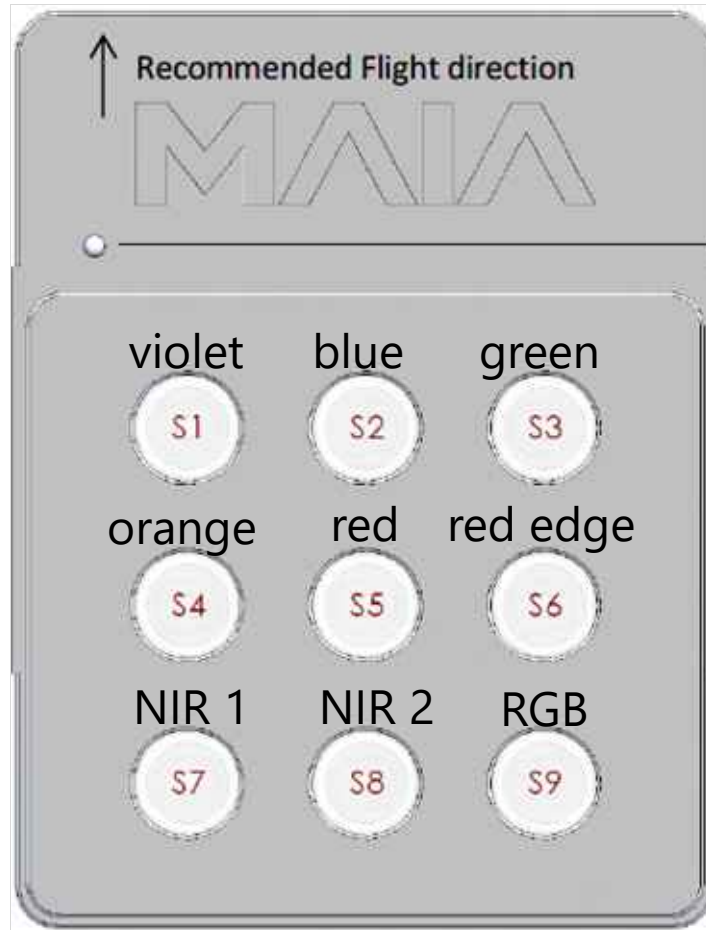 Recommended Flight direction
MAIA
violet blue green
S1 S2 S3
orange red red edge
S4 S5 S6
NIR 1 NIR 2 RGB
S7 S8 S9